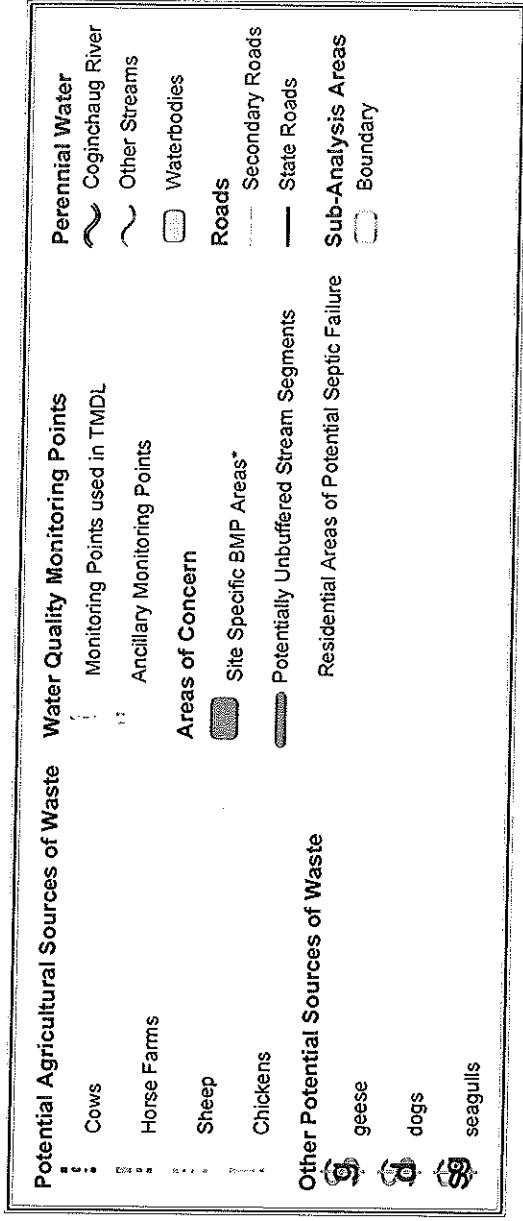 Potential Agricultural Sources of Waste
Cows
Horse Farms
Sheep
Chickens
Other Potential Sources of Waste
g geese
d dogs
sg seagulls
Water Quality Monitoring Points
Monitoring Points used in TMDL
Ancillary Monitoring Points
Areas of Concern
Site Specific BMP Areas*
Potentially Unbuffered Stream Segments
Residential Areas of Potential Septic Failure
Perennial Water
Coginchaug River
Other Streams
Waterbodies
Roads
Secondary Roads
State Roads
Sub-Analysis Areas
Boundary